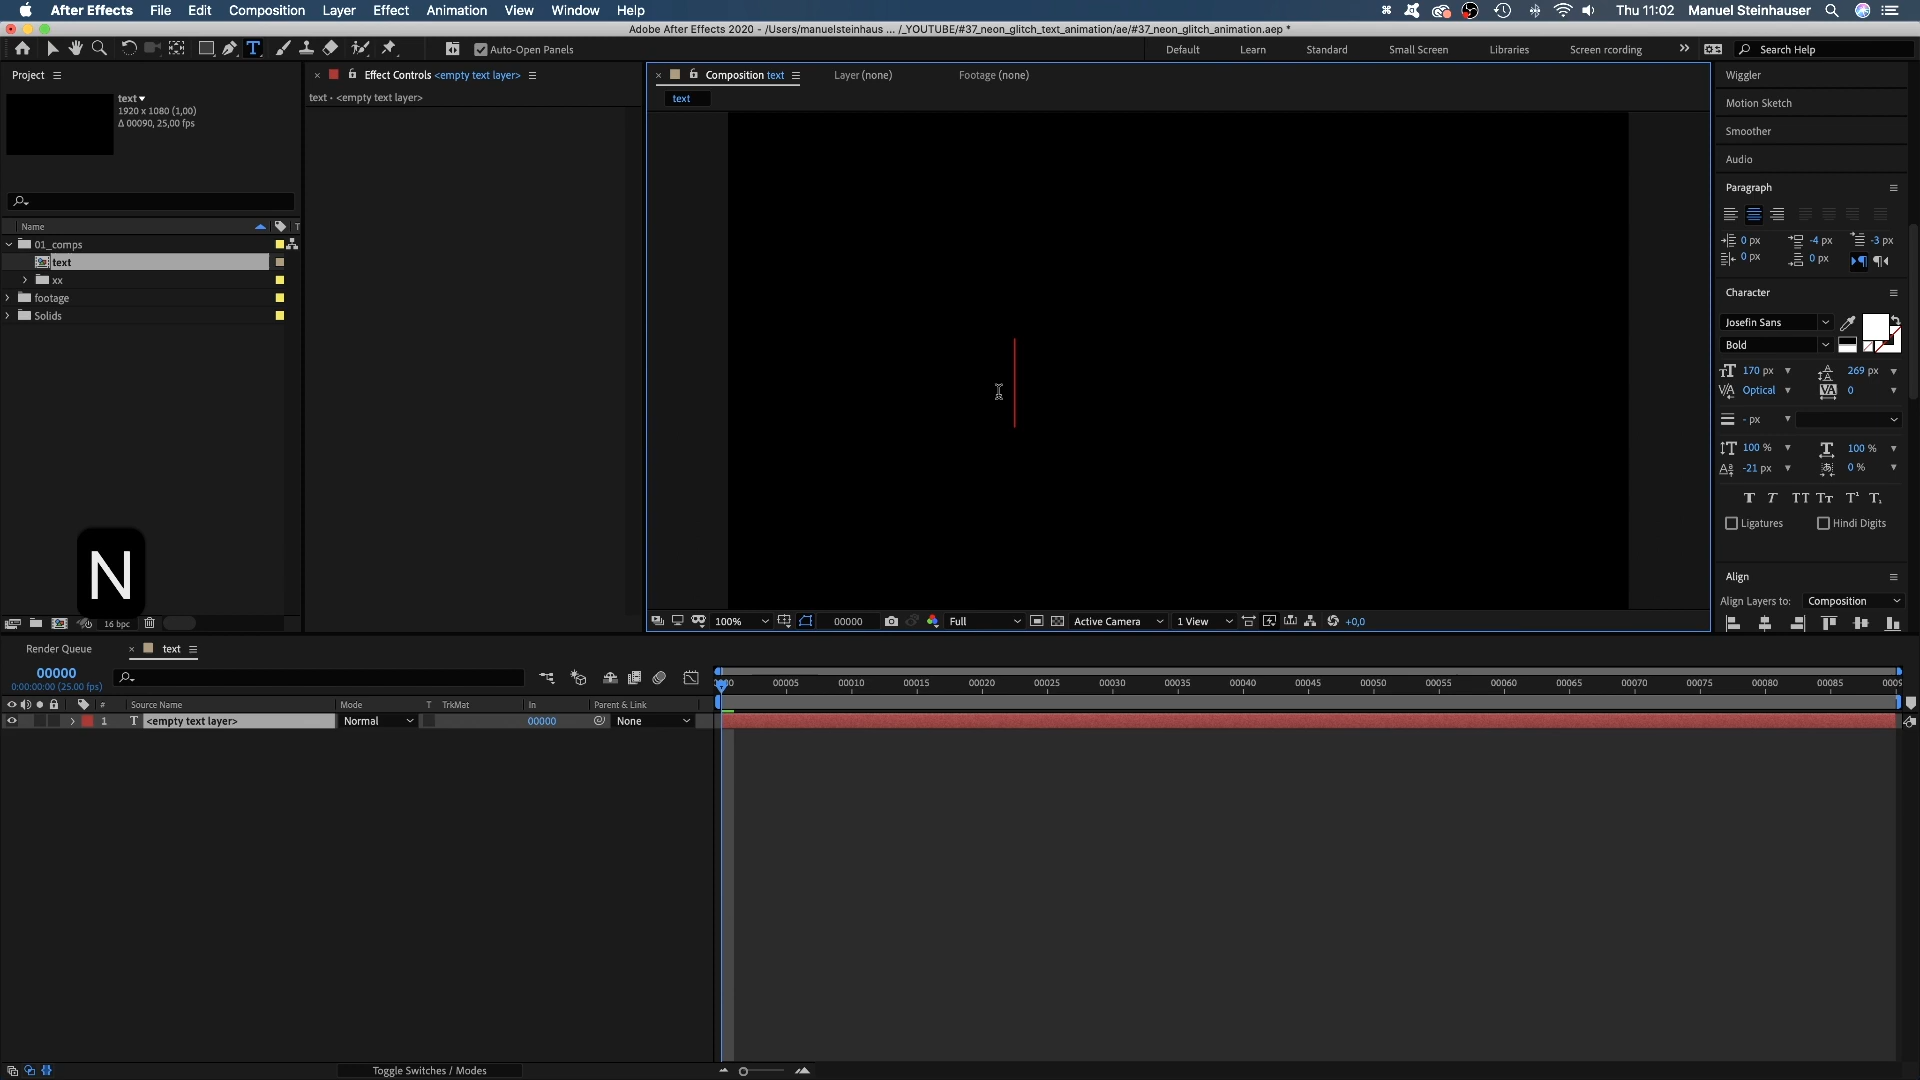 After Effects File Edit Composition Layer Effect Animation View Window Help Thu 11:02 Manuel Steinhauser
Adobe After Effects 2020 - /Users/manuelsteinhaus ... /_YOUTUBE/#37_neon_glitch_text_animation/ae/#37_neon_glitch_animation.aep *
Auto-Open Panels Default Learn Standard Small Screen Libraries Screen rcording >> Search Help
Project Effect Controls <empty text layer> Composition text Layer (none) Footage (none) Wiggler
text
1920 x 1080 (1,00)
Δ 00090, 25,00 fps
text • <empty text layer>
text
Motion Sketch
Smoother
Audio
Paragraph
0 px -4 px -3 px
0 px 0 px
Name
01_comps
text
xx
footage
Solids
Character
Josefin Sans
Bold
170 px 269 px
Optical 0
- px
100 % 100 %
-21 px 0 %
T T TT Tt T¹ T₁
Ligatures Hindi Digits
N
Align
Align Layers to: Composition
16 bpc
100% 00000 Full Active Camera 1 View +0,0
Render Queue text
00000
0:00:00:00 (25.00 fps)
00005 00010 00015 00020 00025 00030 00035 00040 00045 00050 00055 00060 00065 00070 00075 00080 00085
# Source Name Mode T TrkMat In Parent & Link
1 T <empty text layer> Normal 00000 None
Toggle Switches / Modes